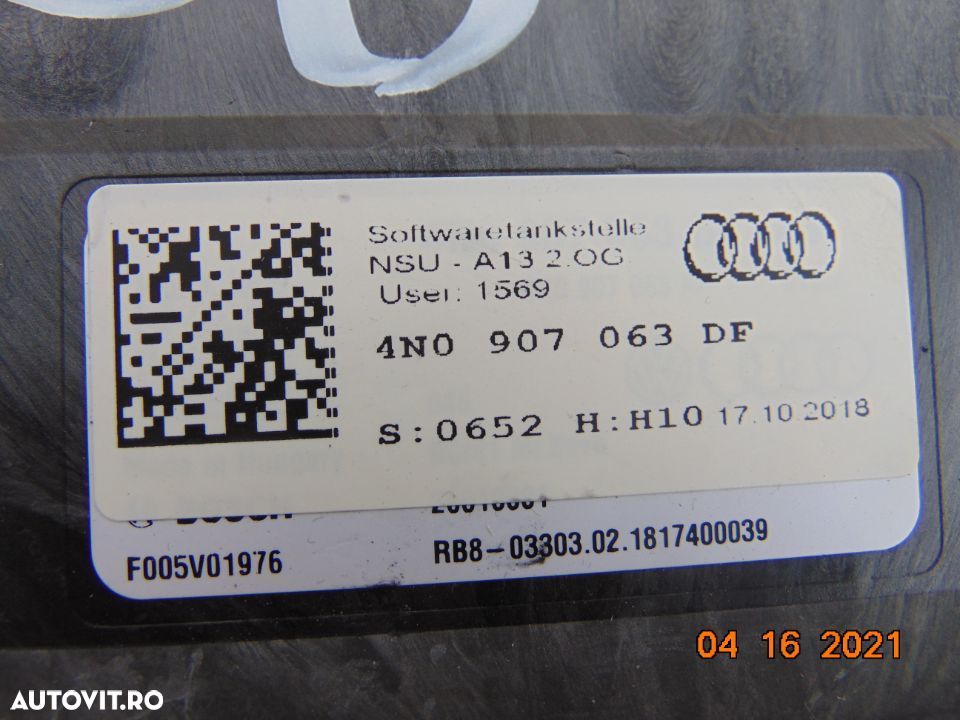 Softwaretankstelle
NSU - A13 2.OG
User: 1569
4N0 907 063 DF
S:0652 H:H10 17.10.2018
RB8-03303.02.1817400039
F005V01976
04 16 2021
AUTOVIT.RO